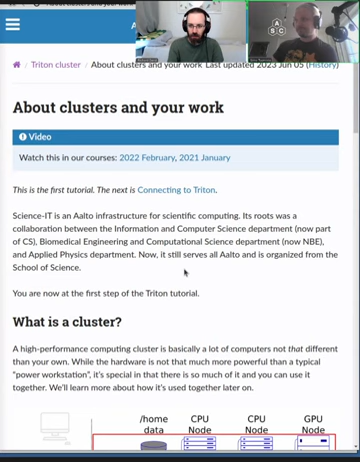 A
A
S C
Triton cluster / About clusters and your work Last updated 2023 Jun 05 (History)
About clusters and your work
Video
Watch this in our courses: 2022 February, 2021 January
This is the first tutorial. The next is Connecting to Triton.
Science-IT is an Aalto infrastructure for scientific computing. Its roots was a
collaboration between the Information and Computer Science department (now part
of CS), Biomedical Engineering and Computational Science department (now NBE),
and Applied Physics department. Now, it still serves all Aalto and is organized from the
School of Science.
You are now at the first step of the Triton tutorial.
What is a cluster?
A high-performance computing cluster is basically a lot of computers not that different
than your own. While the hardware is not that much more powerful than a typical
"power workstation", it's special in that there is so much of it and you can use it
together. We'll learn more about how it's used together later on.
/home CPU CPU GPU
data Node Node Node